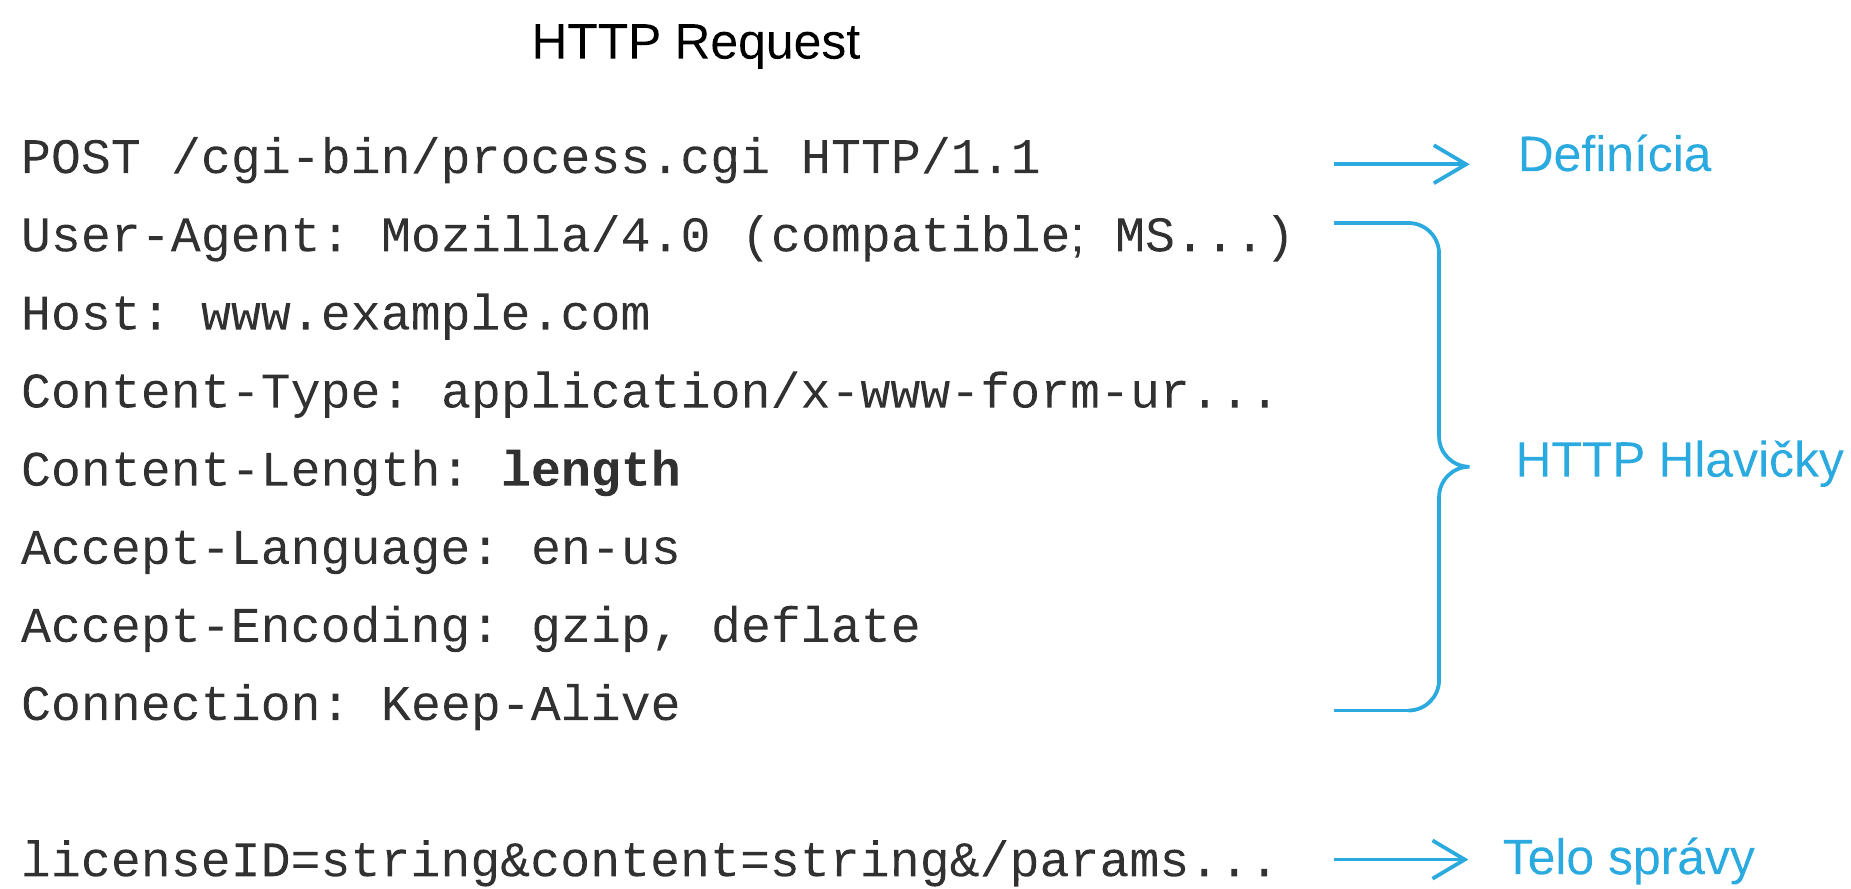 HTTP Request
POST /cgi-bin/process.cgi HTTP/1.1
Definícia
User-Agent: Mozilla/4.0 (compatible; MS...)
Host: www.example.com
Content-Type: application/x-www-form-ur...
Content-Length: length
HTTP Hlavičky
Accept-Language: en-us
Accept-Encoding: gzip, deflate
Connection: Keep-Alive
licenseID=string&content=string&/params...
Telo správy